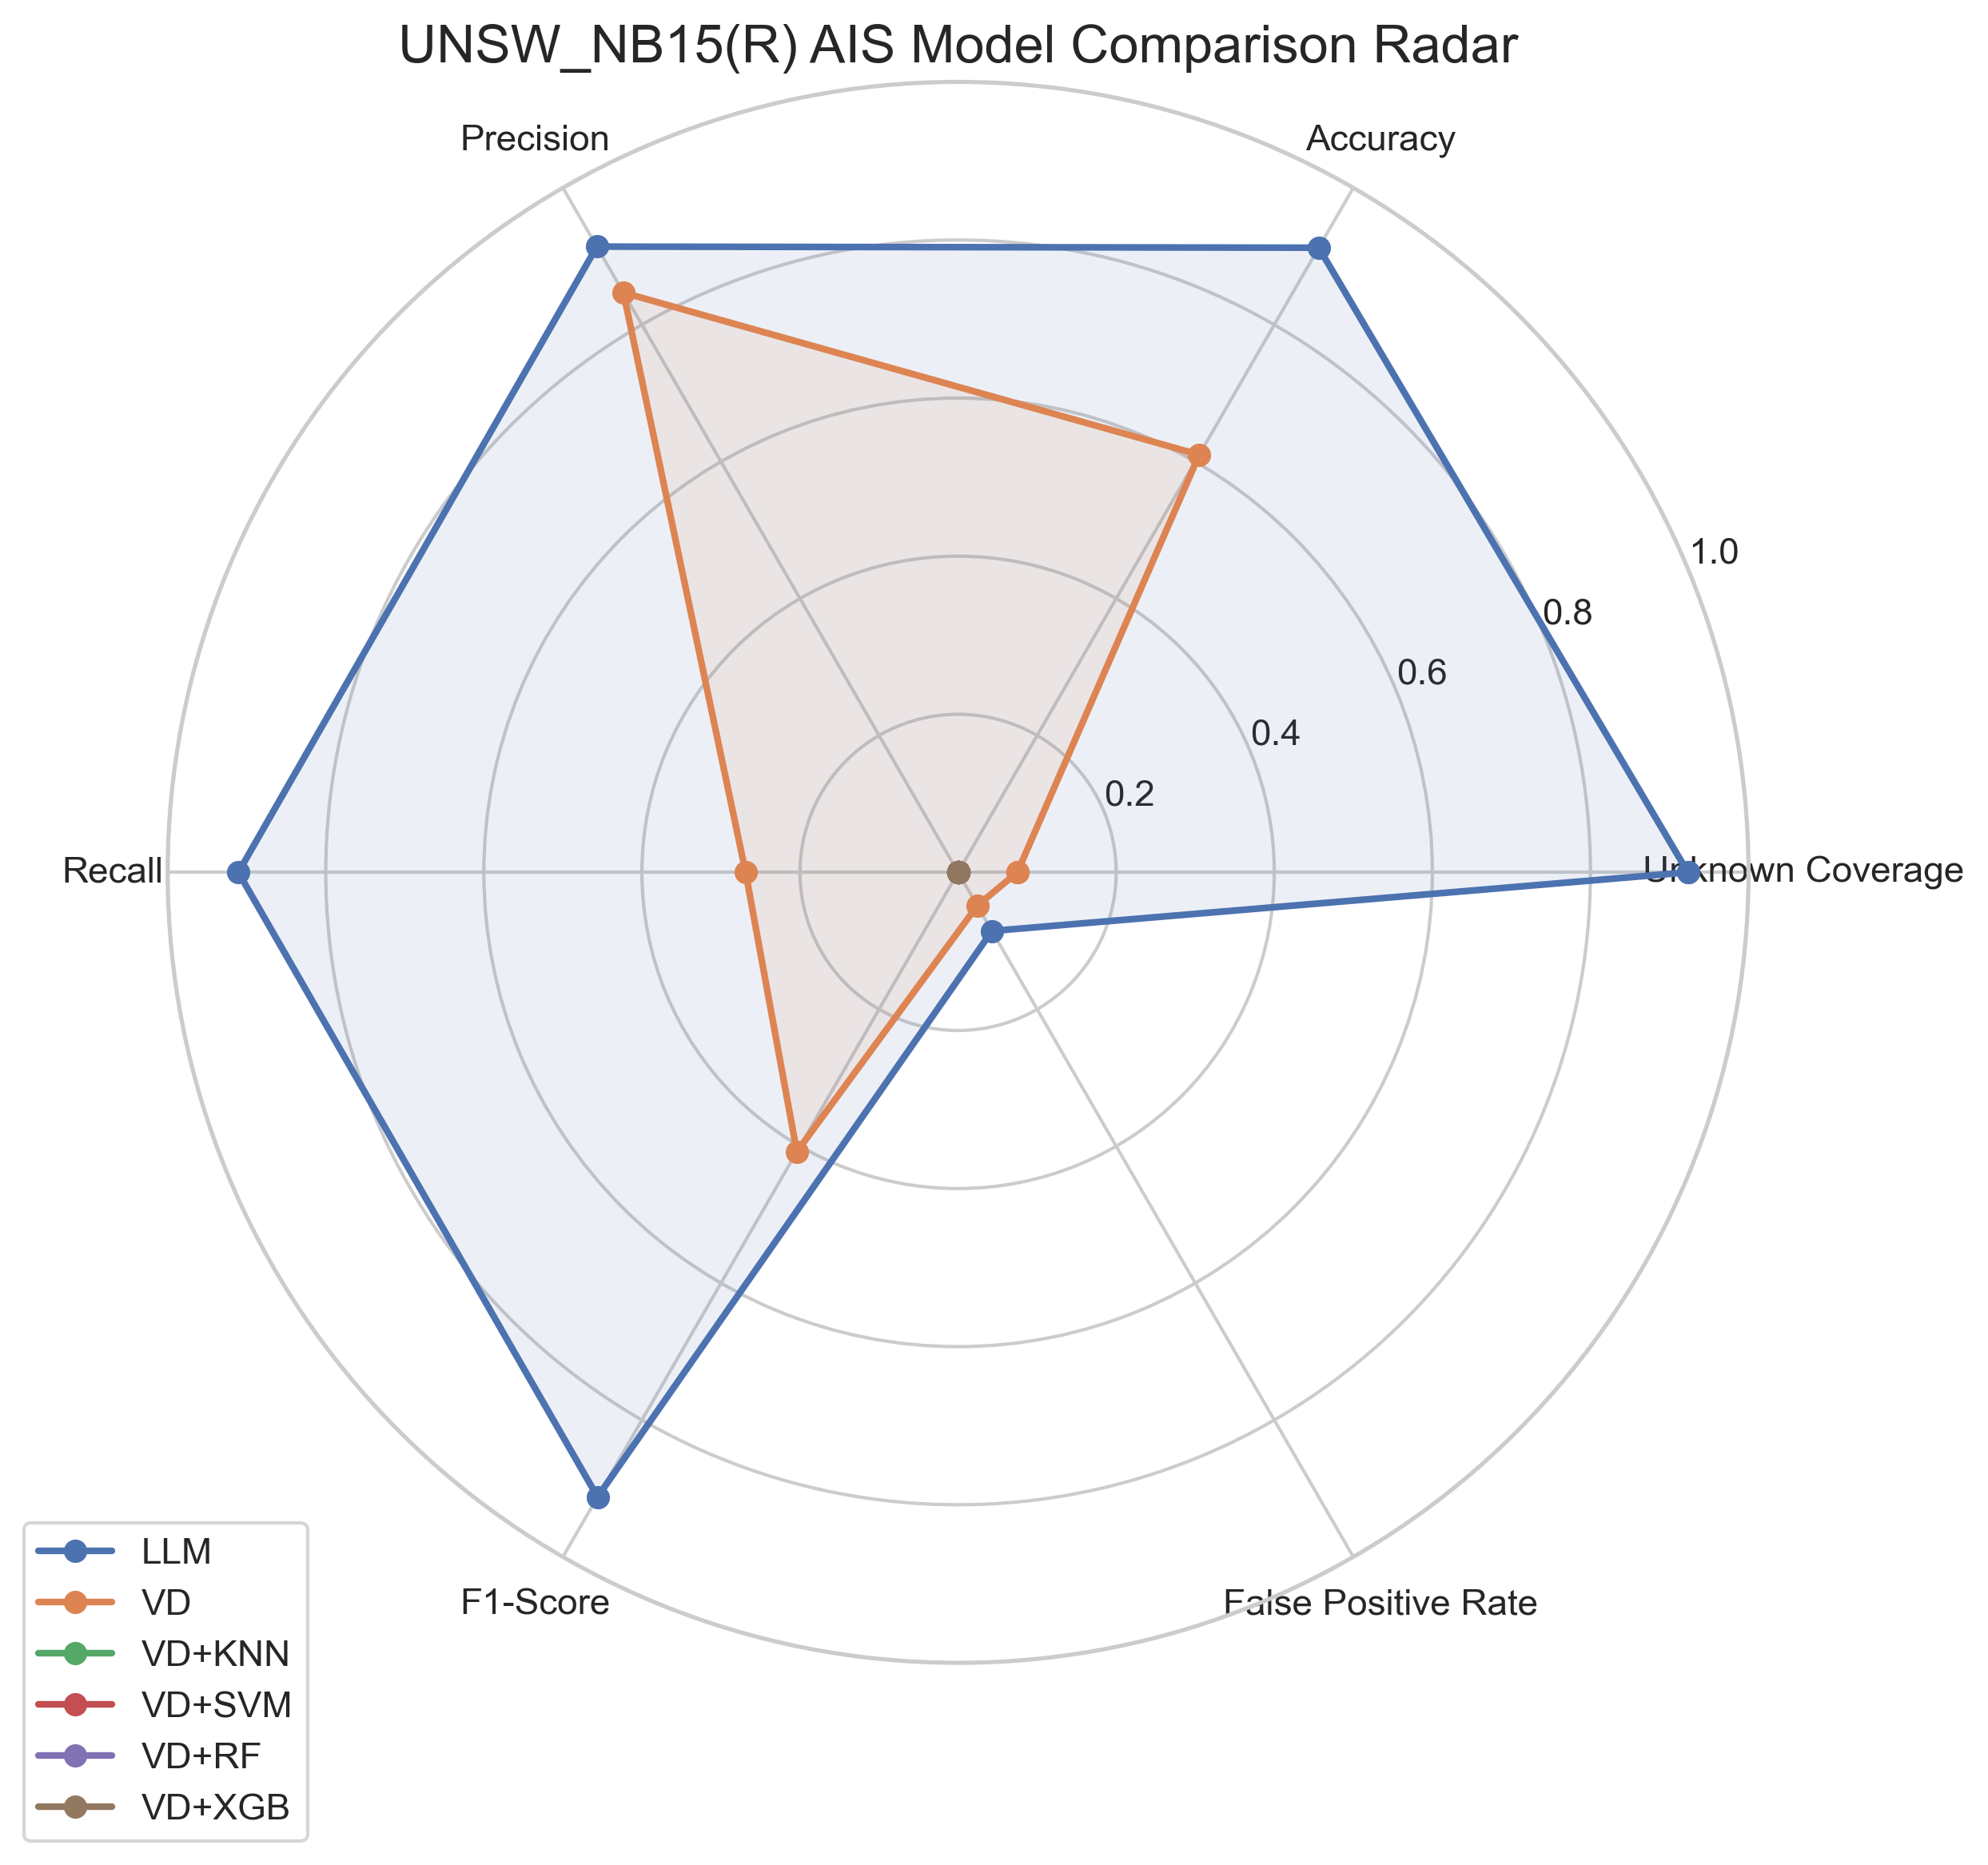 UNSW_NB15(R) AIS Model Comparison Radar
Precision
Accuracy
1.0
0.8
0.6
0.4
0.2
Recall
Unknown Coverage
F1-Score
False Positive Rate
LLM
VD
VD+KNN
VD+SVM
VD+RF
VD+XGB